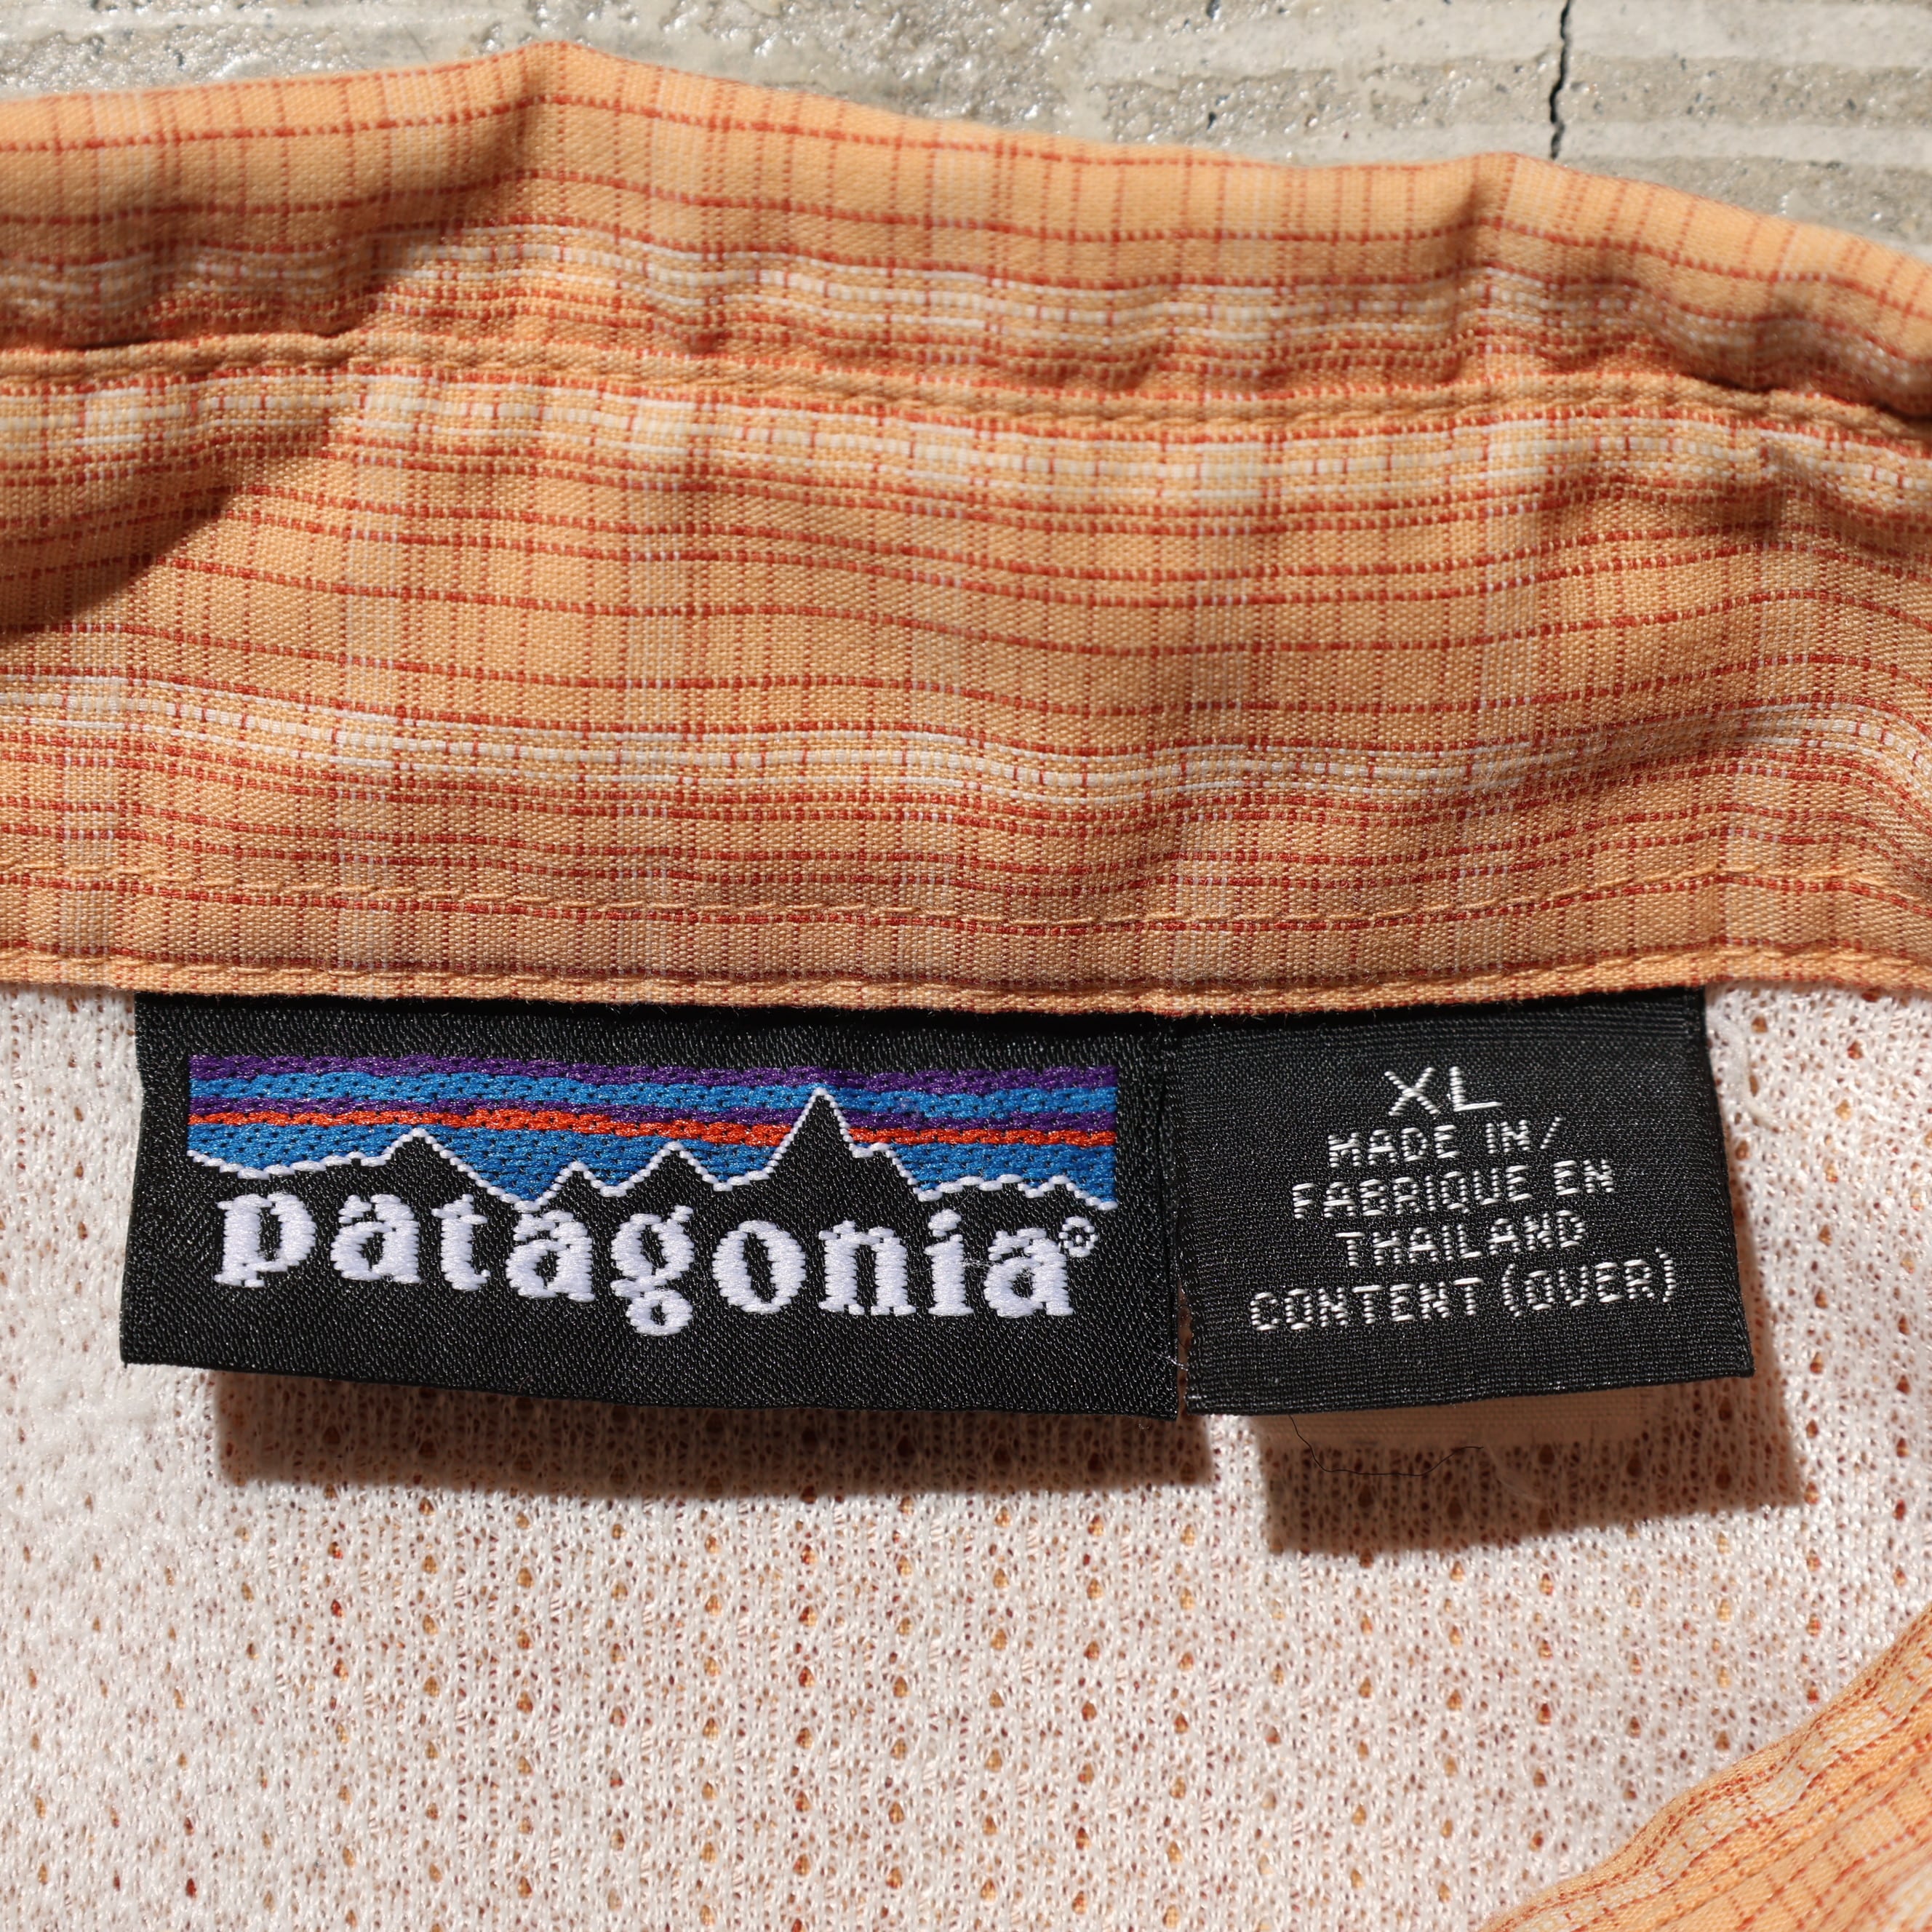 patagonia®
XL
MADE IN/
FABRIQUE EN
THAILAND
CONTENT (OVER)